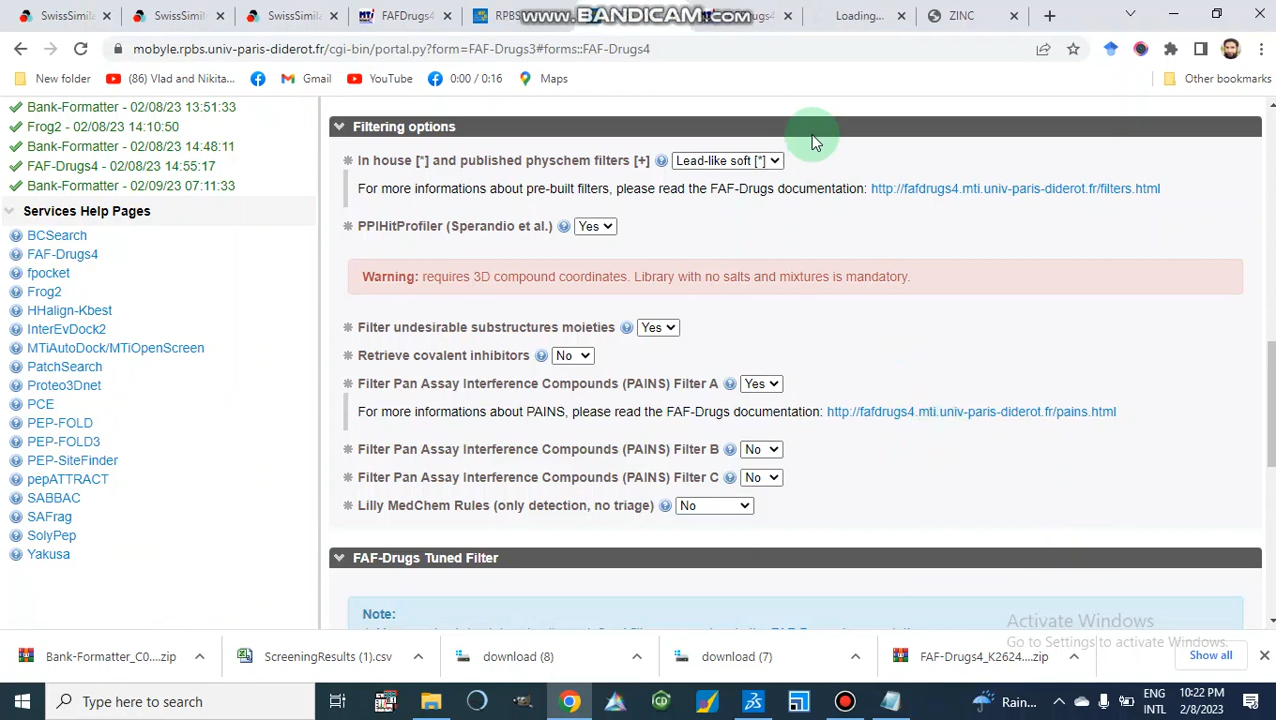 SwissSimila
SwissSimila
SwissSimila
FAFDrugs4
RPBS
rugs4
Loading...
ZINC
www.BANDICAM.com
mobyle.rpbs.univ-paris-diderot.fr/cgi-bin/portal.py?form=FAF-Drugs3#forms::FAF-Drugs4
New folder
(86) Vlad and Nikita...
Gmail
YouTube
0:00 / 0:16
Maps
Other bookmarks
Bank-Formatter - 02/08/23 13:51:33
Frog2 - 02/08/23 14:10:50
Bank-Formatter - 02/08/23 14:48:11
FAF-Drugs4 - 02/08/23 14:55:17
Bank-Formatter - 02/09/23 07:11:33
Services Help Pages
BCSearch
FAF-Drugs4
fpocket
Frog2
HHalign-Kbest
InterEvDock2
MTiAutoDock/MTiOpenScreen
PatchSearch
Proteo3Dnet
PCE
PEP-FOLD
PEP-FOLD3
PEP-SiteFinder
pepATTRACT
SABBAC
SAFrag
SolyPep
Yakusa
Filtering options
In house [*] and published physchem filters [+] Lead-like soft [*]
For more informations about pre-built filters, please read the FAF-Drugs documentation: http://fafdrugs4.mti.univ-paris-diderot.fr/filters.html
PPIHitProfiler (Sperandio et al.) Yes
Warning: requires 3D compound coordinates. Library with no salts and mixtures is mandatory.
Filter undesirable substructures moieties Yes
Retrieve covalent inhibitors No
Filter Pan Assay Interference Compounds (PAINS) Filter A Yes
For more informations about PAINS, please read the FAF-Drugs documentation: http://fafdrugs4.mti.univ-paris-diderot.fr/pains.html
Filter Pan Assay Interference Compounds (PAINS) Filter B No
Filter Pan Assay Interference Compounds (PAINS) Filter C No
Lilly MedChem Rules (only detection, no triage) No
FAF-Drugs Tuned Filter
Note:
Activate Windows
Go to Settings to activate Windows.
Bank-Formatter_C0....zip
ScreeningResults (1).csv
download (8)
download (7)
FAF-Drugs4_K2624....zip
Show all
Type here to search
Rain...
ENG
INTL
10:22 PM
2/8/2023